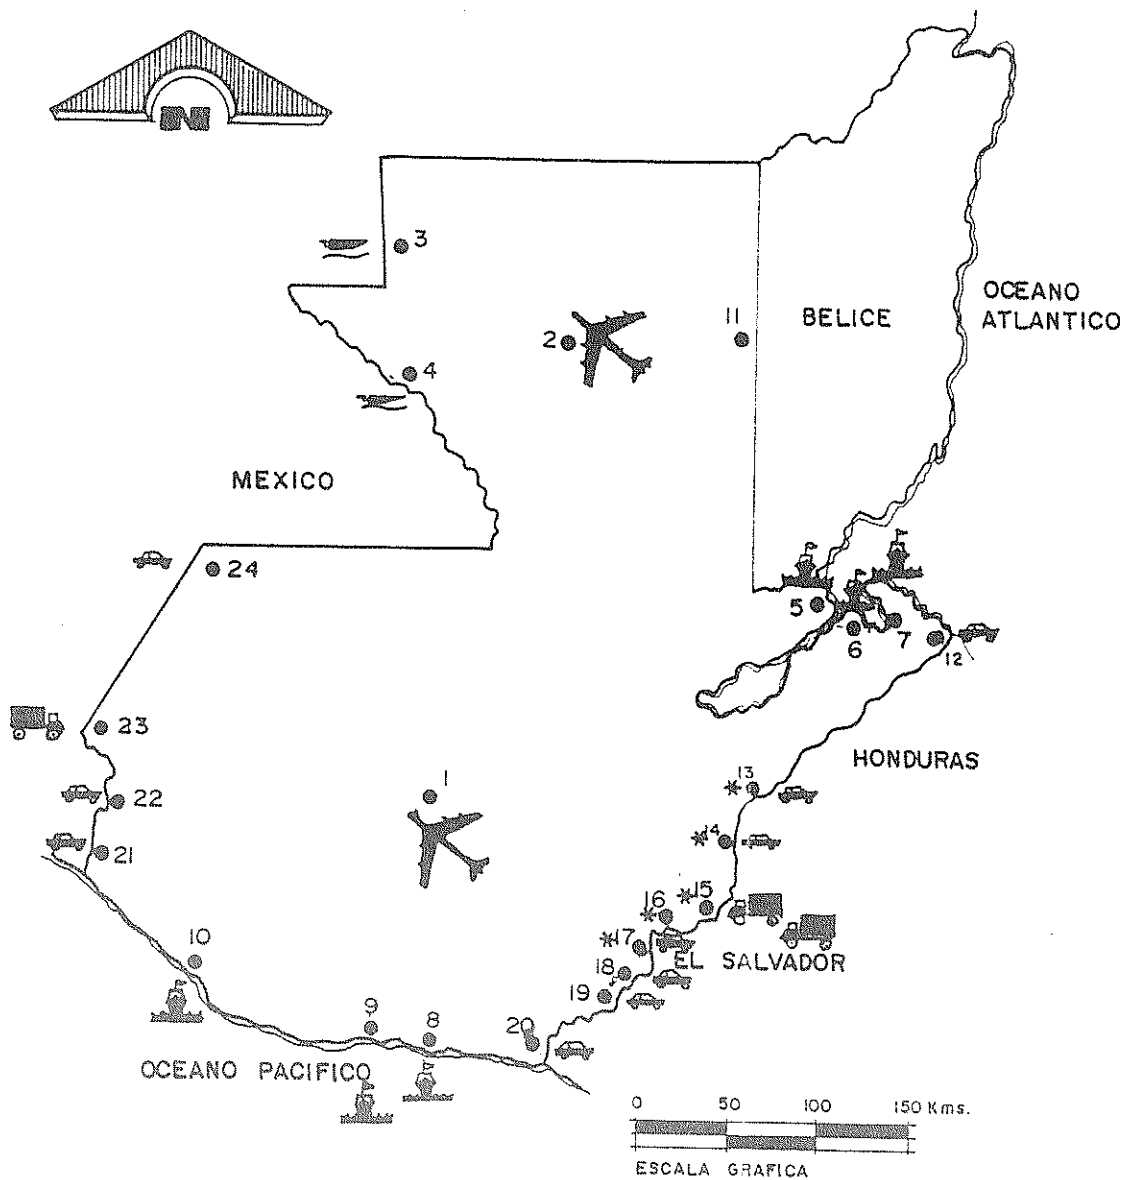 N
3
2
11
BELICE
OCEANO
ATLANTICO
4
MEXICO
24
5
6
7
12
23
HONDURAS
1
13
22
14
21
15
16
17
EL SALVADOR
10
18
19
9
8
20
OCEANO PACIFICO
0 50 100 150 Kms.
ESCALA GRAFICA